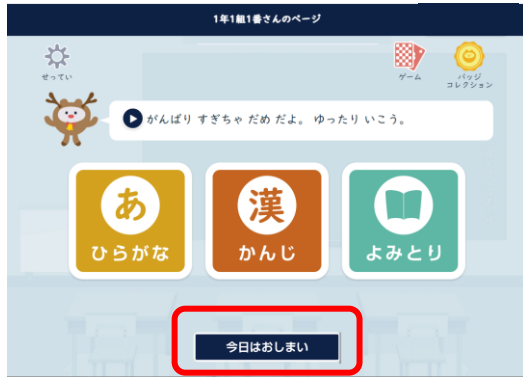 1年1組1番さんのページ
せってい
ゲーム
バッジ
コレクション
がんばり すぎちゃ だめ だよ。 ゆったり いこう。
あ
ひらがな
漢
かんじ
よみとり
今日はおしまい